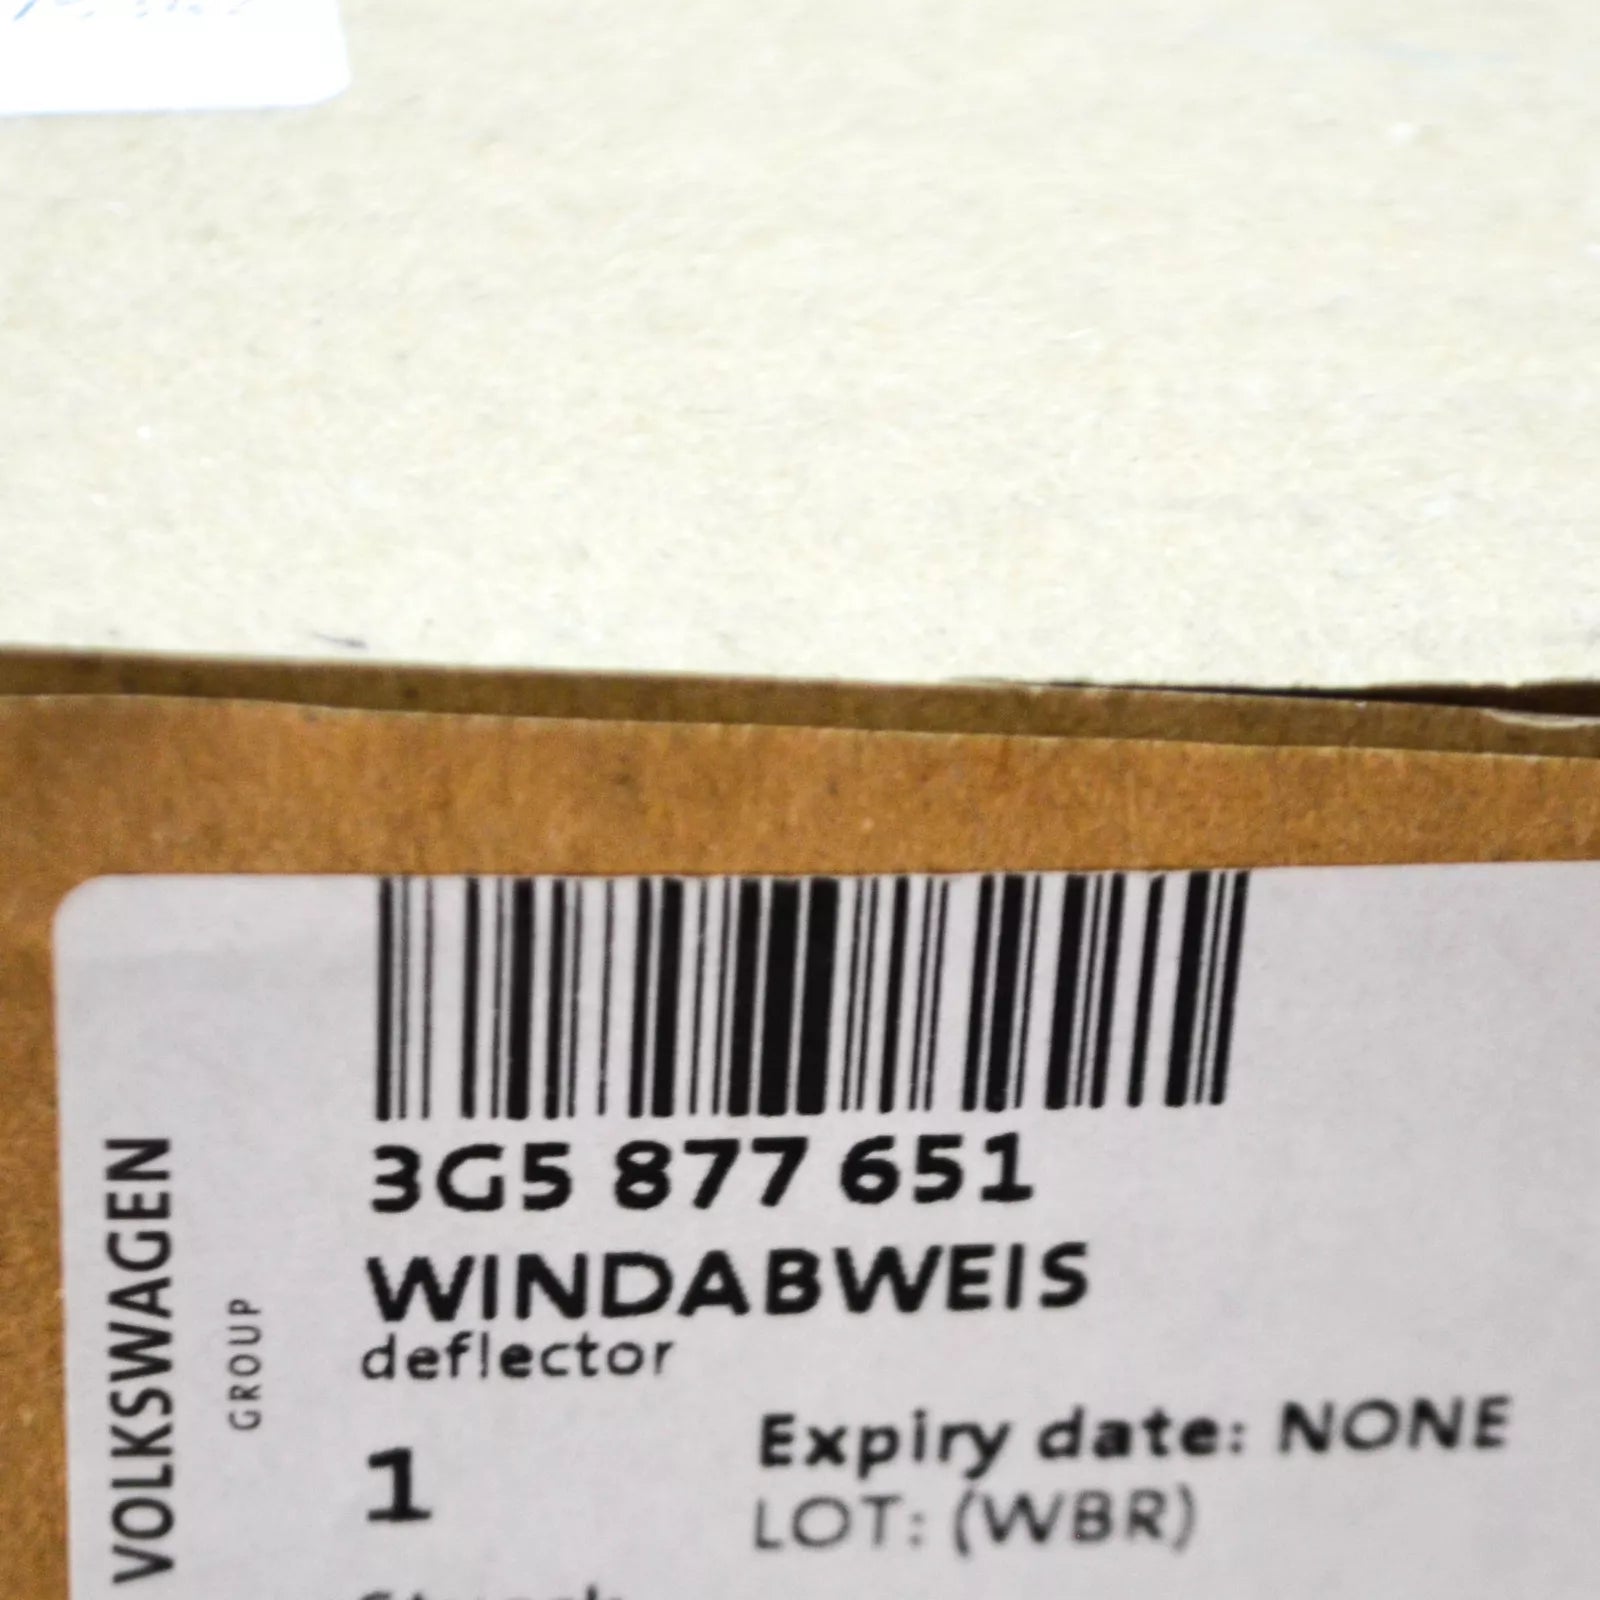 3G5 877 651
WINDABWEIS
deflector
1
Expiry date: NONE
LOT: (WBR)
VOLKSWAGEN
GROUP